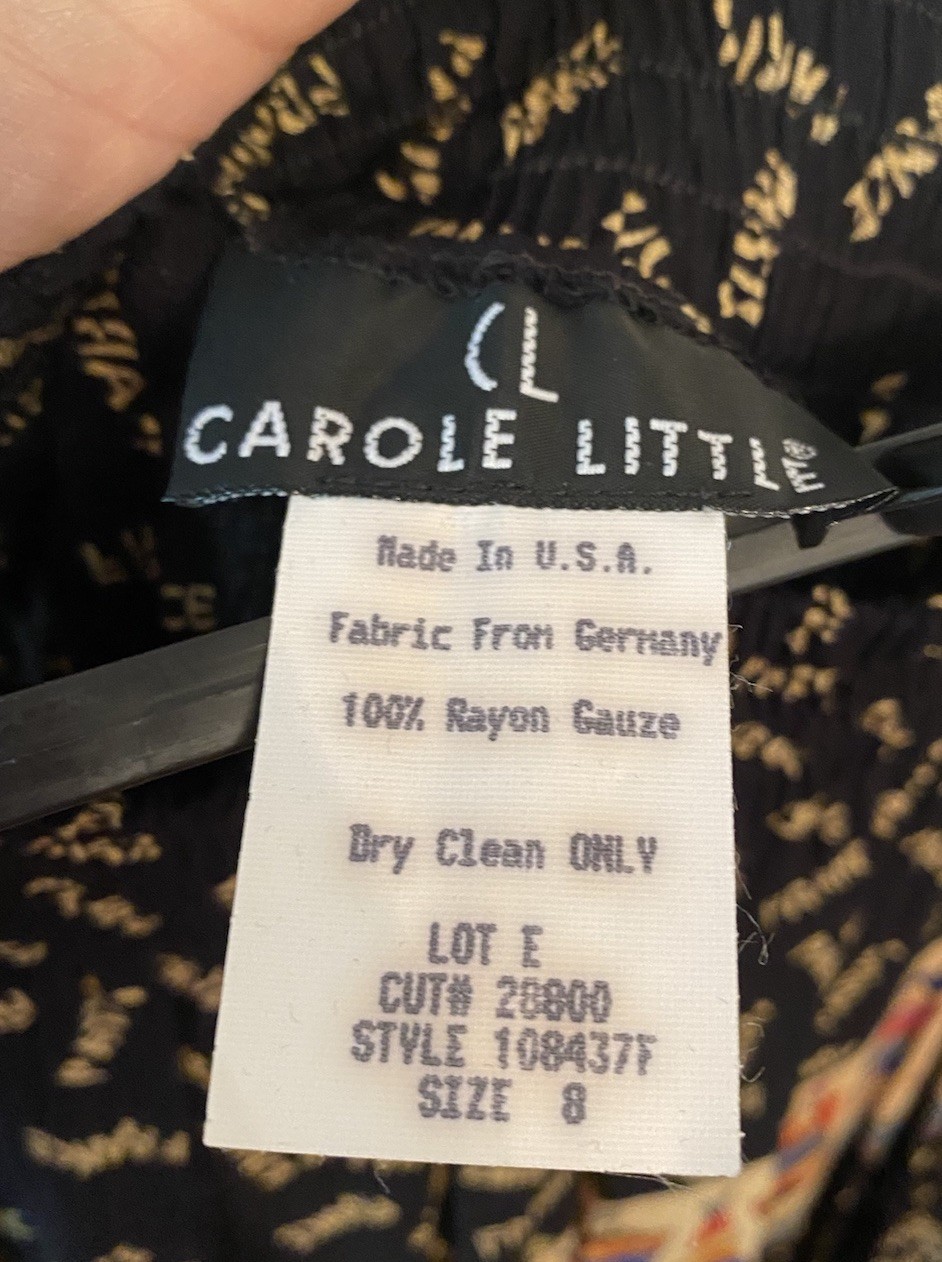 CL
CAROLE LITTLE®
Made In U.S.A.
Fabric From Germany
100% Rayon Gauze
Dry Clean ONLY
LOT E
CUT# 28800
STYLE 108437F
SIZE 8